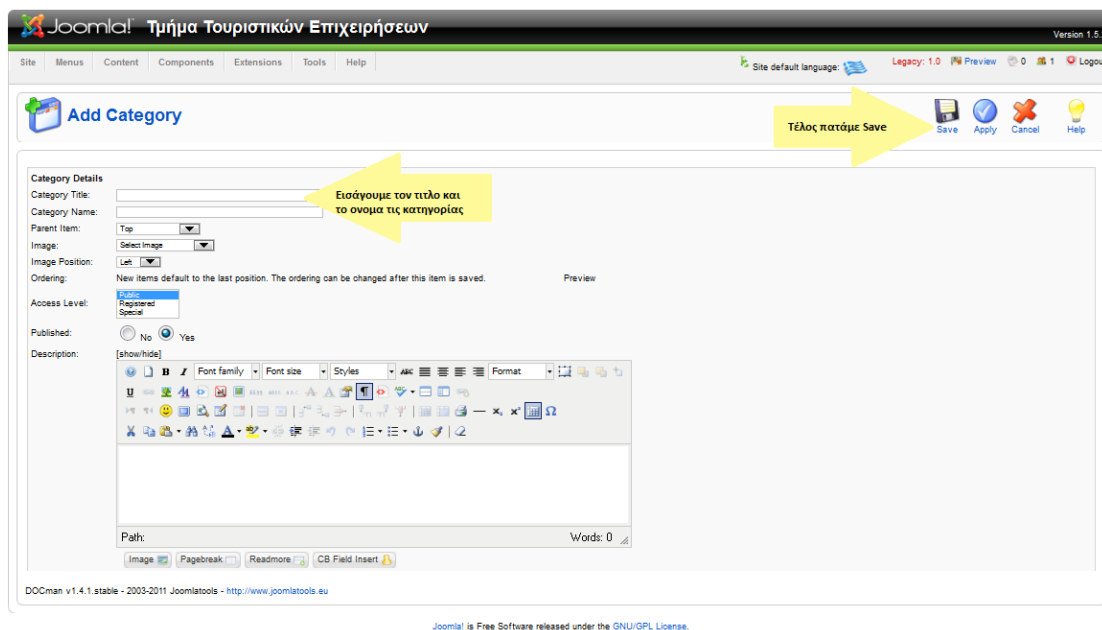 Joomla! Τμήμα Τουριστικών Επιχειρήσεων
Version 1.5.
Site Menus Content Components Extensions Tools Help
Site default language:
Legacy: 1.0 Preview 0 1 Logou
Add Category
Τέλος πατάμε Save
Save Apply Cancel Help
Category Details
Category Title:
Εισάγουμε τον τιτλο και
το ονομα τις κατηγορίας
Category Name:
Parent Item: Top
Image: Select Image
Image Position: Left
Ordering: New items default to the last position. The ordering can be changed after this item is saved. Preview
Access Level:
Public
Registered
Special
Published: No Yes
Description: [show/hide]
B I Font family Font size Styles ABC Format
U
Ω
Path: Words: 0
Image Pagebreak Readmore CB Field Insert
DOCman v1.4.1.stable - 2003-2011 Joomlatools - http://www.joomlatools.eu
Joomla! is Free Software released under the GNU/GPL License.